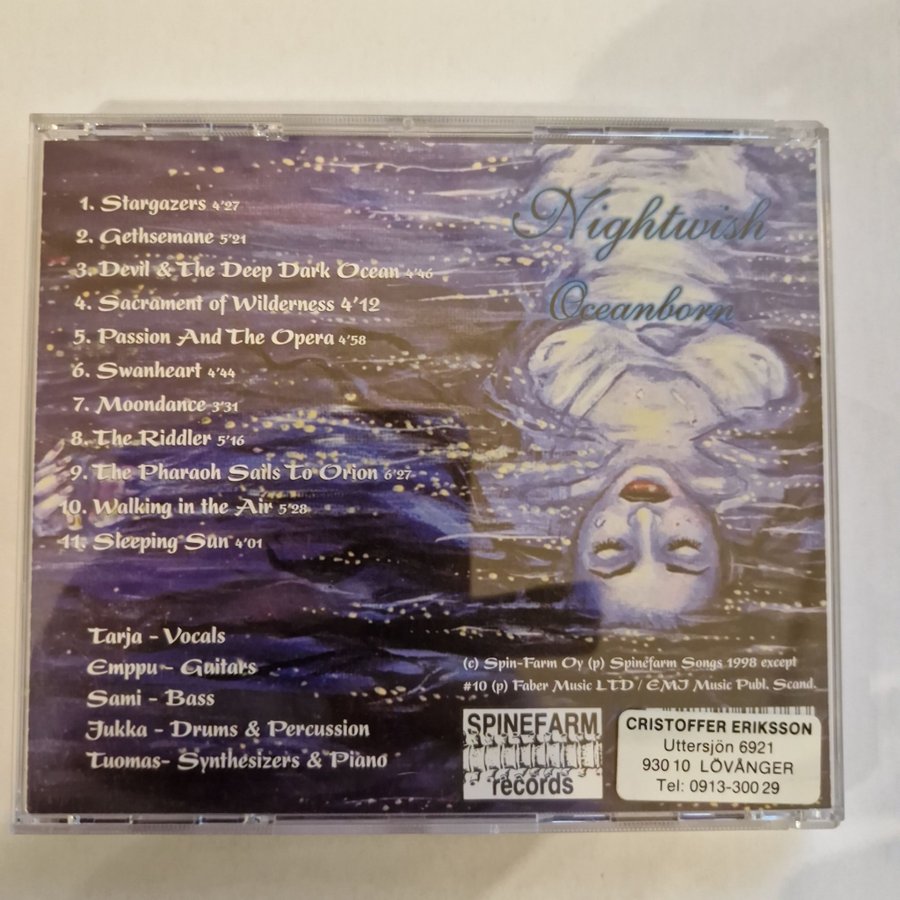 1. Stargazers 4'27
2. Gethsemane 5'21
3. Devil & The Deep Dark Ocean 4'46
4. Sacrament of Wilderness 4'12
5. Passion And The Opera 4'58
6. Swanheart 4'44
7. Moondance 3'31
8. The Riddler 5'16
9. The Pharaoh Sails To Orion 6'27
10. Walking in the Air 5'28
11. Sleeping Sun 4'01
Nightwish
Oceanborn
Tarja - Vocals
Emppu - Guitars
Sami - Bass
Jukka - Drums & Percussion
Tuomas- Synthesizers & Piano
(c) Spin-Farm Oy (p) Spinefarm Songs 1998 except
#10 (p) Faber Music LTD / EMI Music Publ. Scand.
SPINEFARM
records
CRISTOFFER ERIKSSON
Uttersjön 6921
930 10 LÖVÅNGER
Tel: 0913-300 29